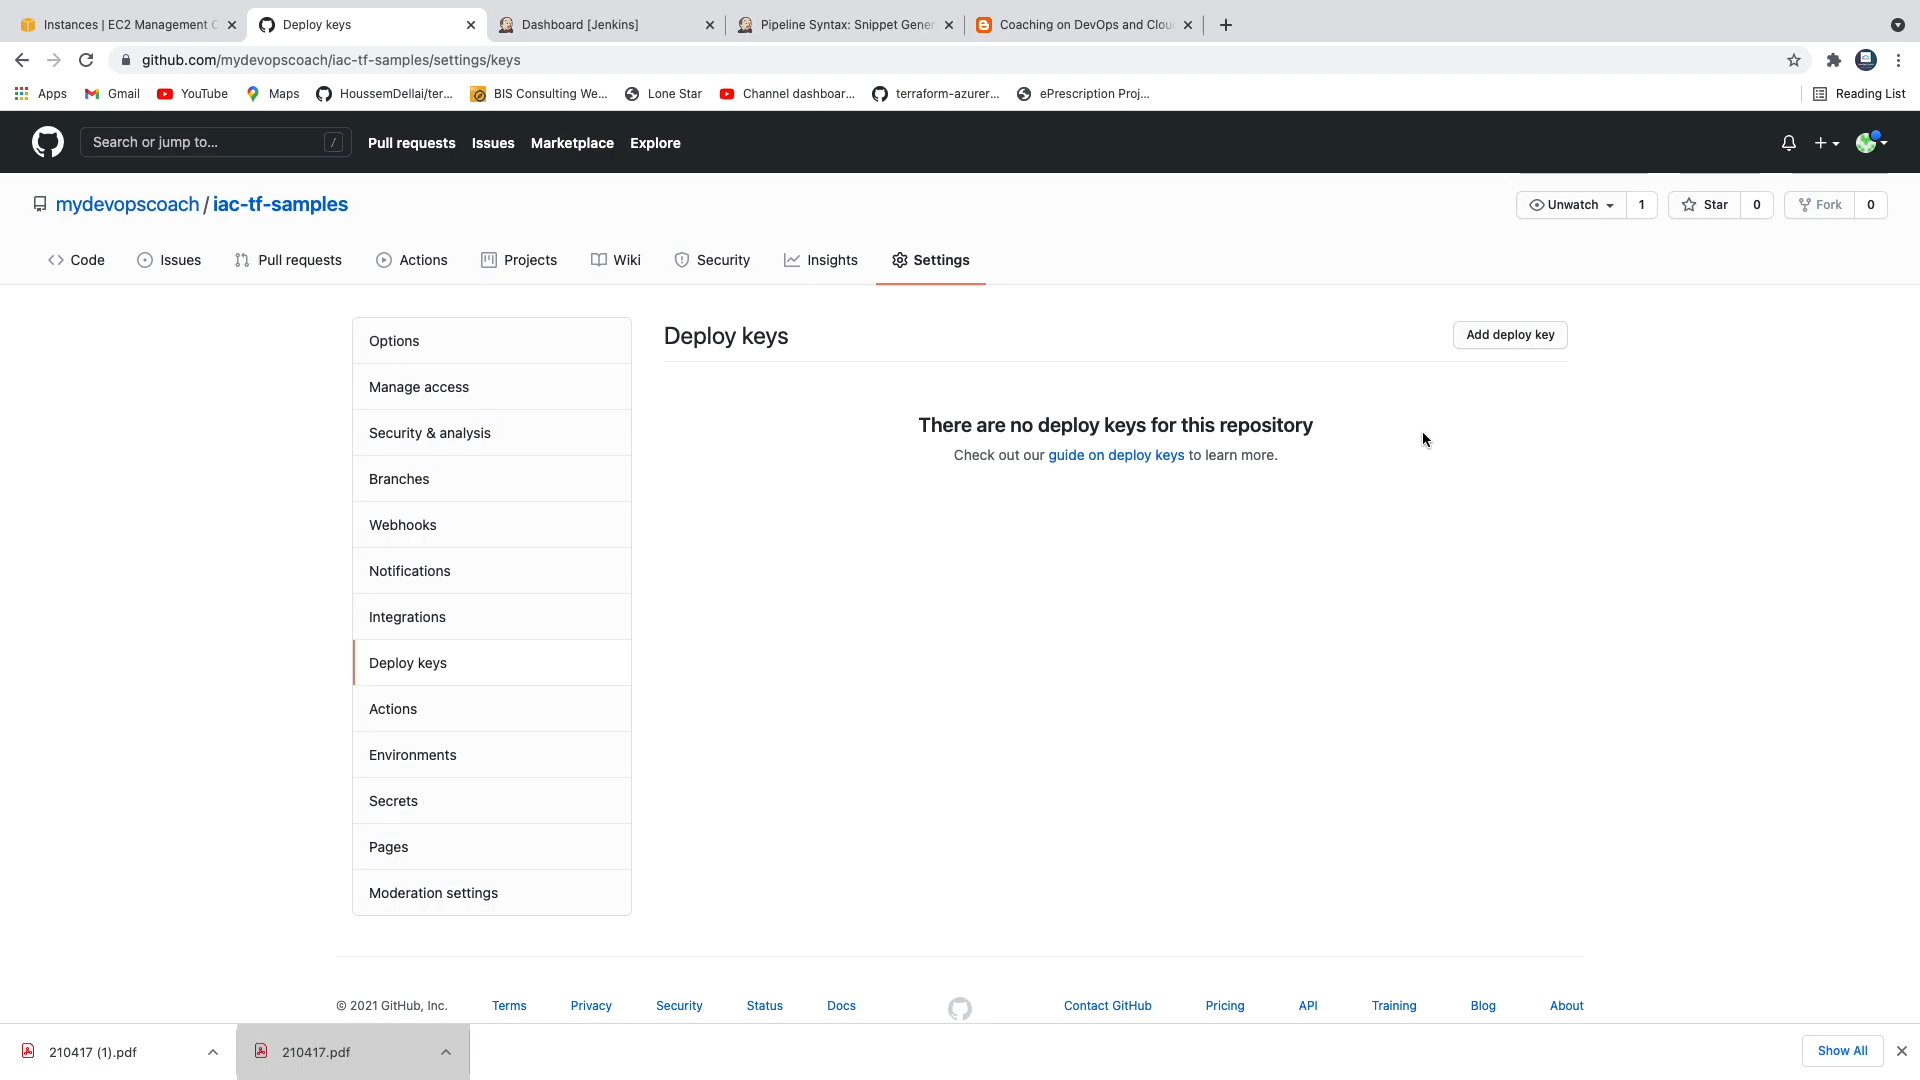 Instances | EC2 Management C
Deploy keys
Dashboard [Jenkins]
Pipeline Syntax: Snippet Gener
Coaching on DevOps and Clou
github.com/mydevopscoach/iac-tf-samples/settings/keys
Apps
Gmail
YouTube
Maps
HoussemDellai/ter...
BIS Consulting We...
Lone Star
Channel dashboar...
terraform-azurer...
ePrescription Proj...
Reading List
Search or jump to...
/
Pull requests
Issues
Marketplace
Explore
mydevopscoach / iac-tf-samples
Unwatch
1
Star
0
Fork
0
Code
Issues
Pull requests
Actions
Projects
Wiki
Security
Insights
Settings
Options
Manage access
Security & analysis
Branches
Webhooks
Notifications
Integrations
Deploy keys
Actions
Environments
Secrets
Pages
Moderation settings
Deploy keys
Add deploy key
There are no deploy keys for this repository
Check out our guide on deploy keys to learn more.
© 2021 GitHub, Inc.
Terms
Privacy
Security
Status
Docs
Contact GitHub
Pricing
API
Training
Blog
About
210417 (1).pdf
210417.pdf
Show All